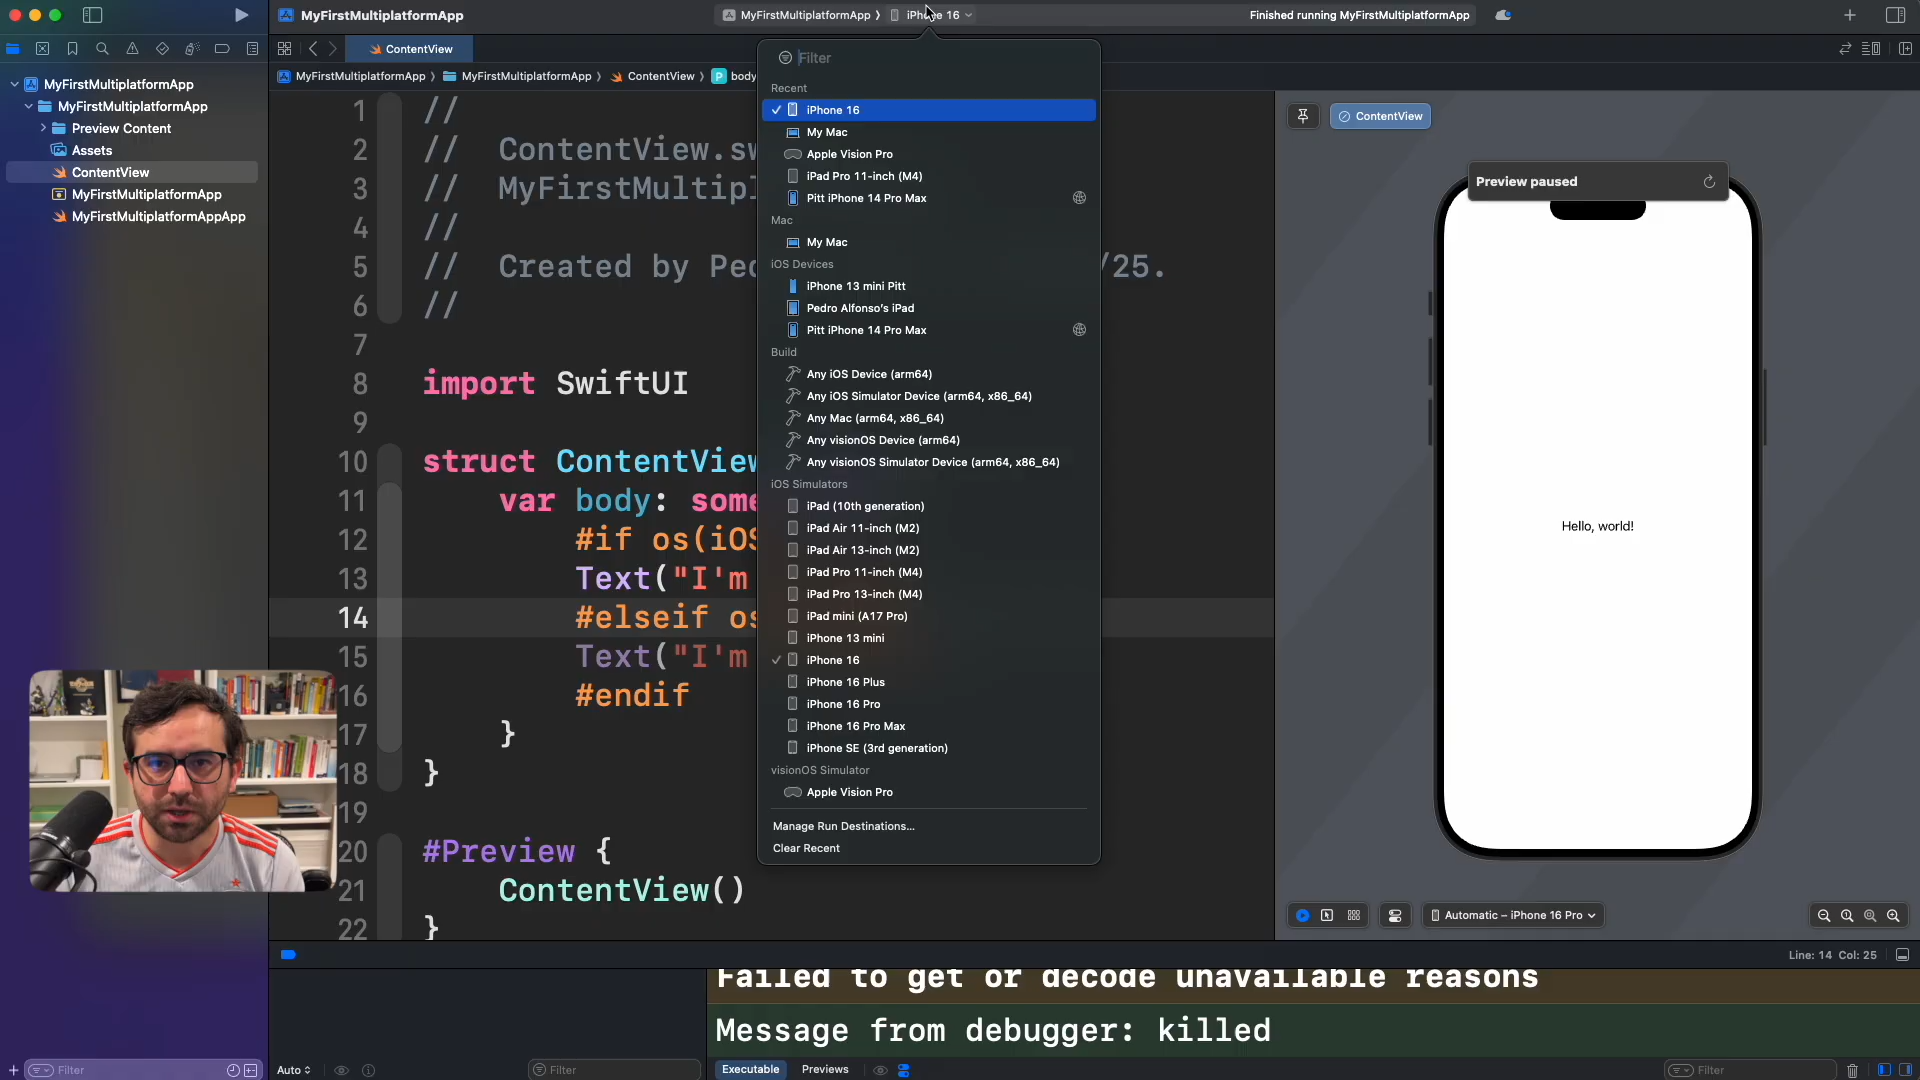 MyFirstMultiplatformApp
MyFirstMultiplatformApp
iPhone 16
Finished running MyFirstMultiplatformApp
ContentView
MyFirstMultiplatformApp
MyFirstMultiplatformApp
ContentView
body
MyFirstMultiplatformApp
MyFirstMultiplatformApp
Preview Content
Assets
ContentView
MyFirstMultiplatformApp
MyFirstMultiplatformAppApp
1 //
2 // ContentView.sw
3 // MyFirstMultip
4 //
5 // Created by Ped /25.
6 //
7
8 import SwiftUI
9
10 struct ContentView
11 var body: some
12 #if os(iOS
13 Text("I'm
14 #elseif os
15 Text("I'm
16 #endif
17 }
18 }
19
20 #Preview {
21 ContentView()
22 }
Filter
Recent
iPhone 16
My Mac
Apple Vision Pro
iPad Pro 11-inch (M4)
Pitt iPhone 14 Pro Max
Mac
My Mac
iOS Devices
iPhone 13 mini Pitt
Pedro Alfonso's iPad
Pitt iPhone 14 Pro Max
Build
Any iOS Device (arm64)
Any iOS Simulator Device (arm64, x86_64)
Any Mac (arm64, x86_64)
Any visionOS Device (arm64)
Any visionOS Simulator Device (arm64, x86_64)
iOS Simulators
iPad (10th generation)
iPad Air 11-inch (M2)
iPad Air 13-inch (M2)
iPad Pro 11-inch (M4)
iPad Pro 13-inch (M4)
iPad mini (A17 Pro)
iPhone 13 mini
iPhone 16
iPhone 16 Plus
iPhone 16 Pro
iPhone 16 Pro Max
iPhone SE (3rd generation)
visionOS Simulator
Apple Vision Pro
Manage Run Destinations...
Clear Recent
ContentView
Preview paused
Hello, world!
Automatic – iPhone 16 Pro
Line: 14 Col: 25
Failed to get or decode unavailable reasons
Message from debugger: killed
Filter
Auto
Filter
Executable
Previews
Filter